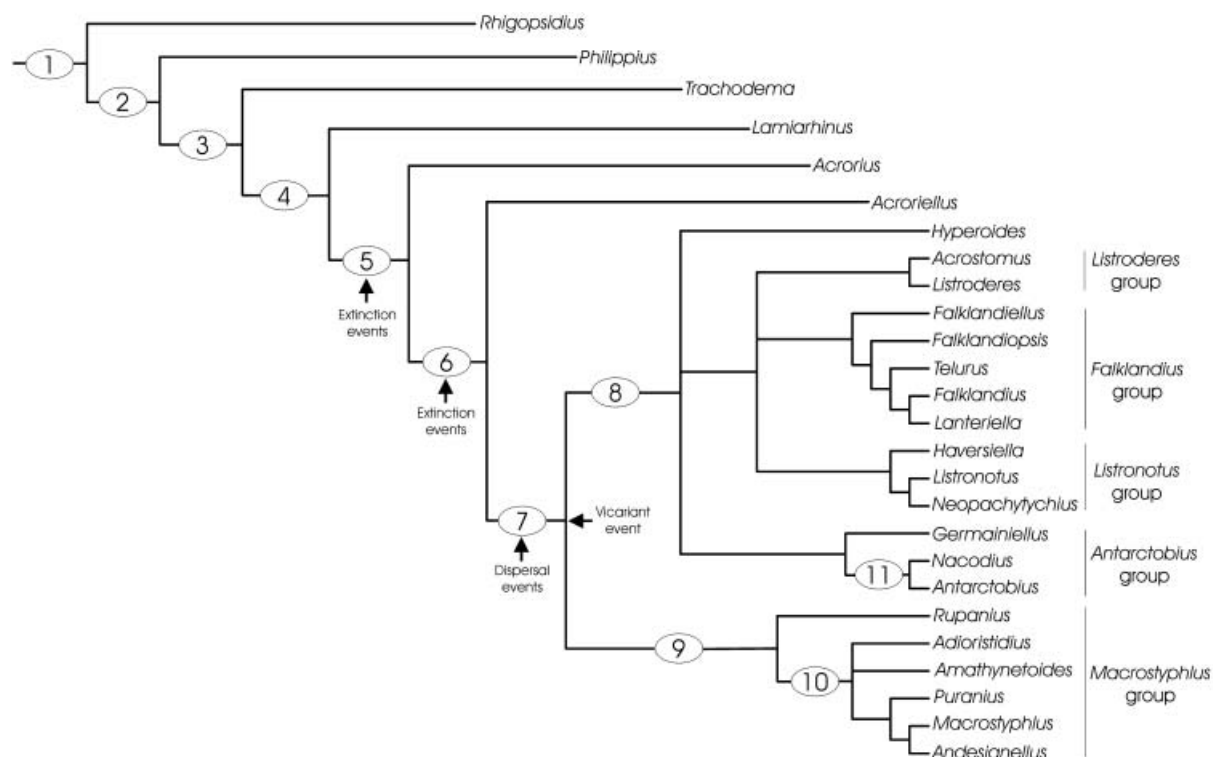 Rhigopsidius
1
Philippius
2
Trachodema
3
Lamiarhinus
4
Acrorius
5
Extinction
events
Acroriellus
6
Extinction
events
Hyperoides
Acrostomus
Listroderes
Listroderes
group
Falklandiellus
Falklandiopsis
Telurus
Falklandius
Lanteriella
Falklandius
group
8
Haversiella
Listronotus
Neopachytychius
Listronotus
group
7
Vicariant
event
Dispersal
events
Germainiellus
Nacodius
Antarctobius
11
Antarctobius
group
9
Rupanius
Adioristidius
Amathynetoides
10
Puranius
Macrostyphlus
Andesianellus
Macrostyphlus
group